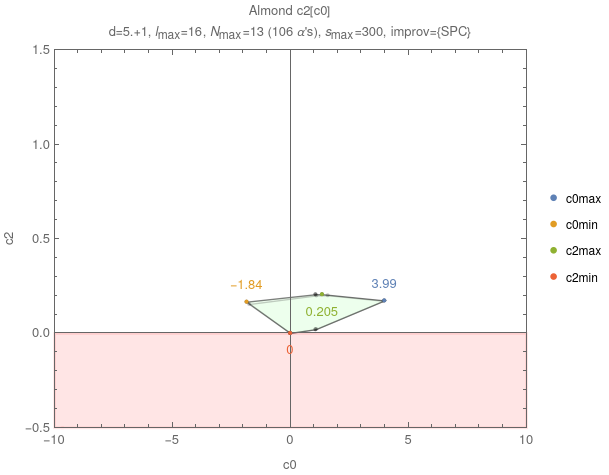 Almond c2[c0]
d=5.+1, lmax=16, Nmax=13 (106 α's), smax=300, improv={SPC}
1.5
1.0
0.5
0.0
−0.5
c2
−10
−5
0
5
10
c0
−1.84
3.99
0.205
0
c0max
c0min
c2max
c2min